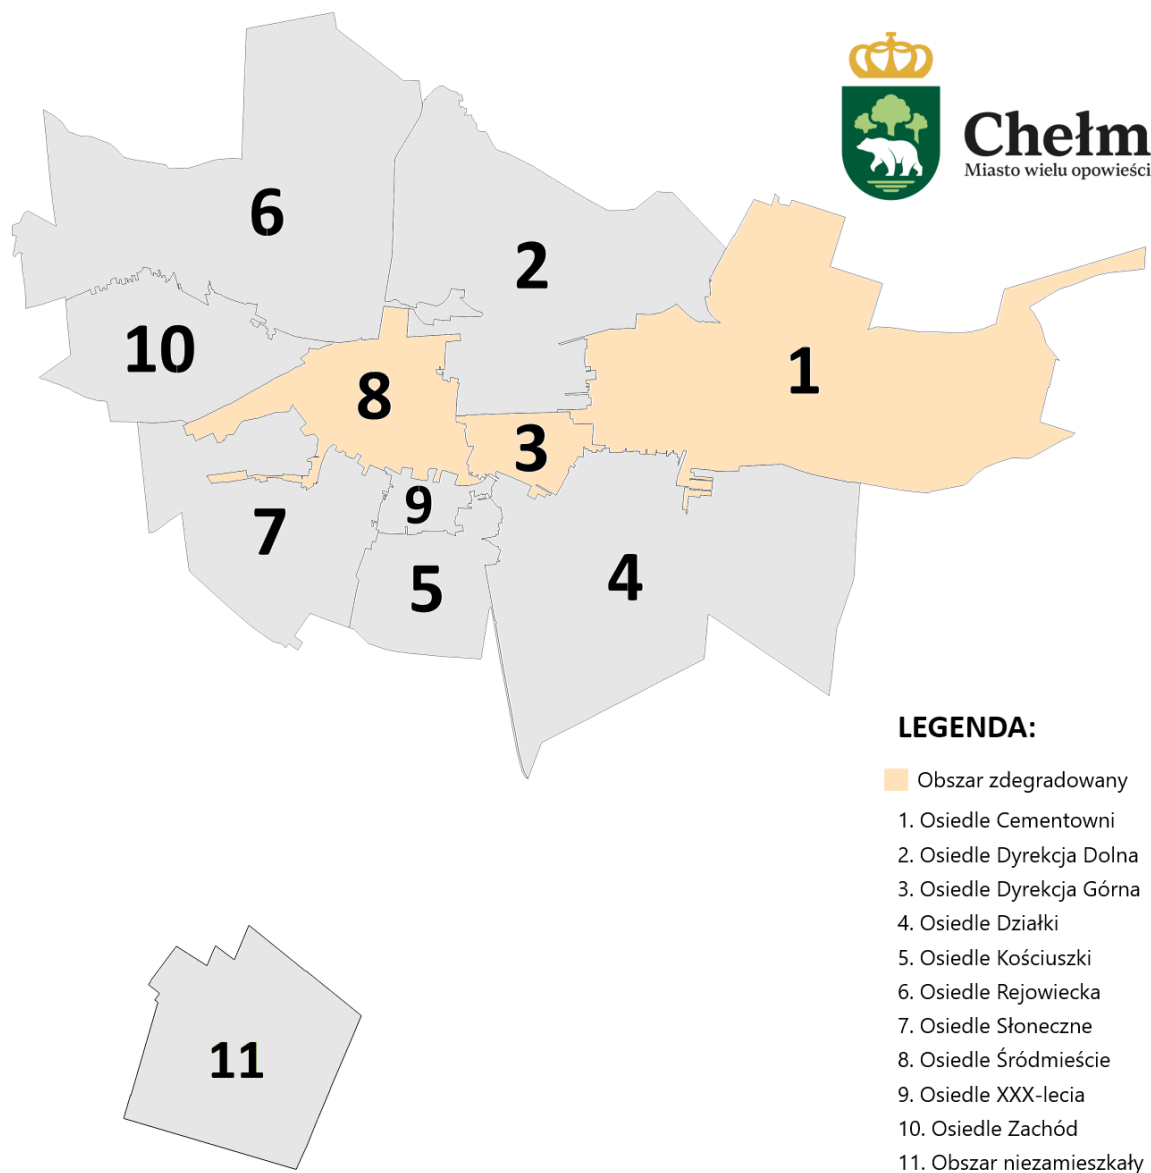 Chełm
Miasto wielu opowieści
6
2
10
1
8
3
9
7
5
4
11
LEGENDA:
Obszar zdegradowany
1. Osiedle Cementowni
2. Osiedle Dyrekcja Dolna
3. Osiedle Dyrekcja Górna
4. Osiedle Działki
5. Osiedle Kościuszki
6. Osiedle Rejowiecka
7. Osiedle Słoneczne
8. Osiedle Śródmieście
9. Osiedle XXX-lecia
10. Osiedle Zachód
11. Obszar niezamieszkały